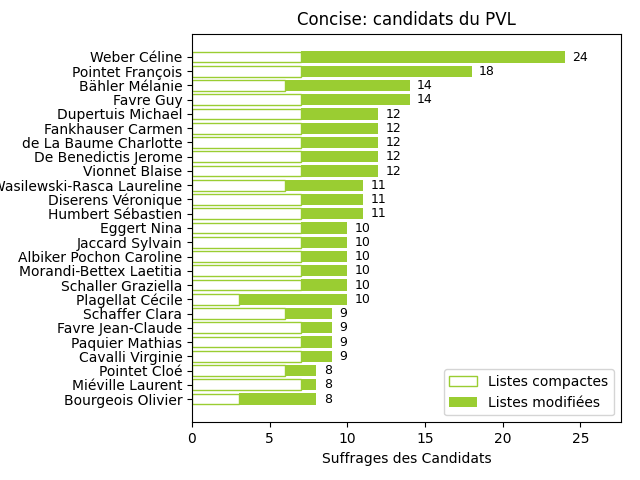 Concise: candidats du PVL
Weber Céline 24
Pointet François 18
Bähler Mélanie 14
Favre Guy 14
Dupertuis Michael 12
Fankhauser Carmen 12
de La Baume Charlotte 12
De Benedictis Jerome 12
Vionnet Blaise 12
Wasilewski-Rasca Laureline 11
Diserens Véronique 11
Humbert Sébastien 11
Eggert Nina 10
Jaccard Sylvain 10
Albiker Pochon Caroline 10
Morandi-Bettex Laetitia 10
Schaller Graziella 10
Plagellat Cécile 10
Schaffer Clara 9
Favre Jean-Claude 9
Paquier Mathias 9
Cavalli Virginie 9
Pointet Cloé 8
Miéville Laurent 8
Bourgeois Olivier 8
Listes compactes
Listes modifiées
0 5 10 15 20 25
Suffrages des Candidats